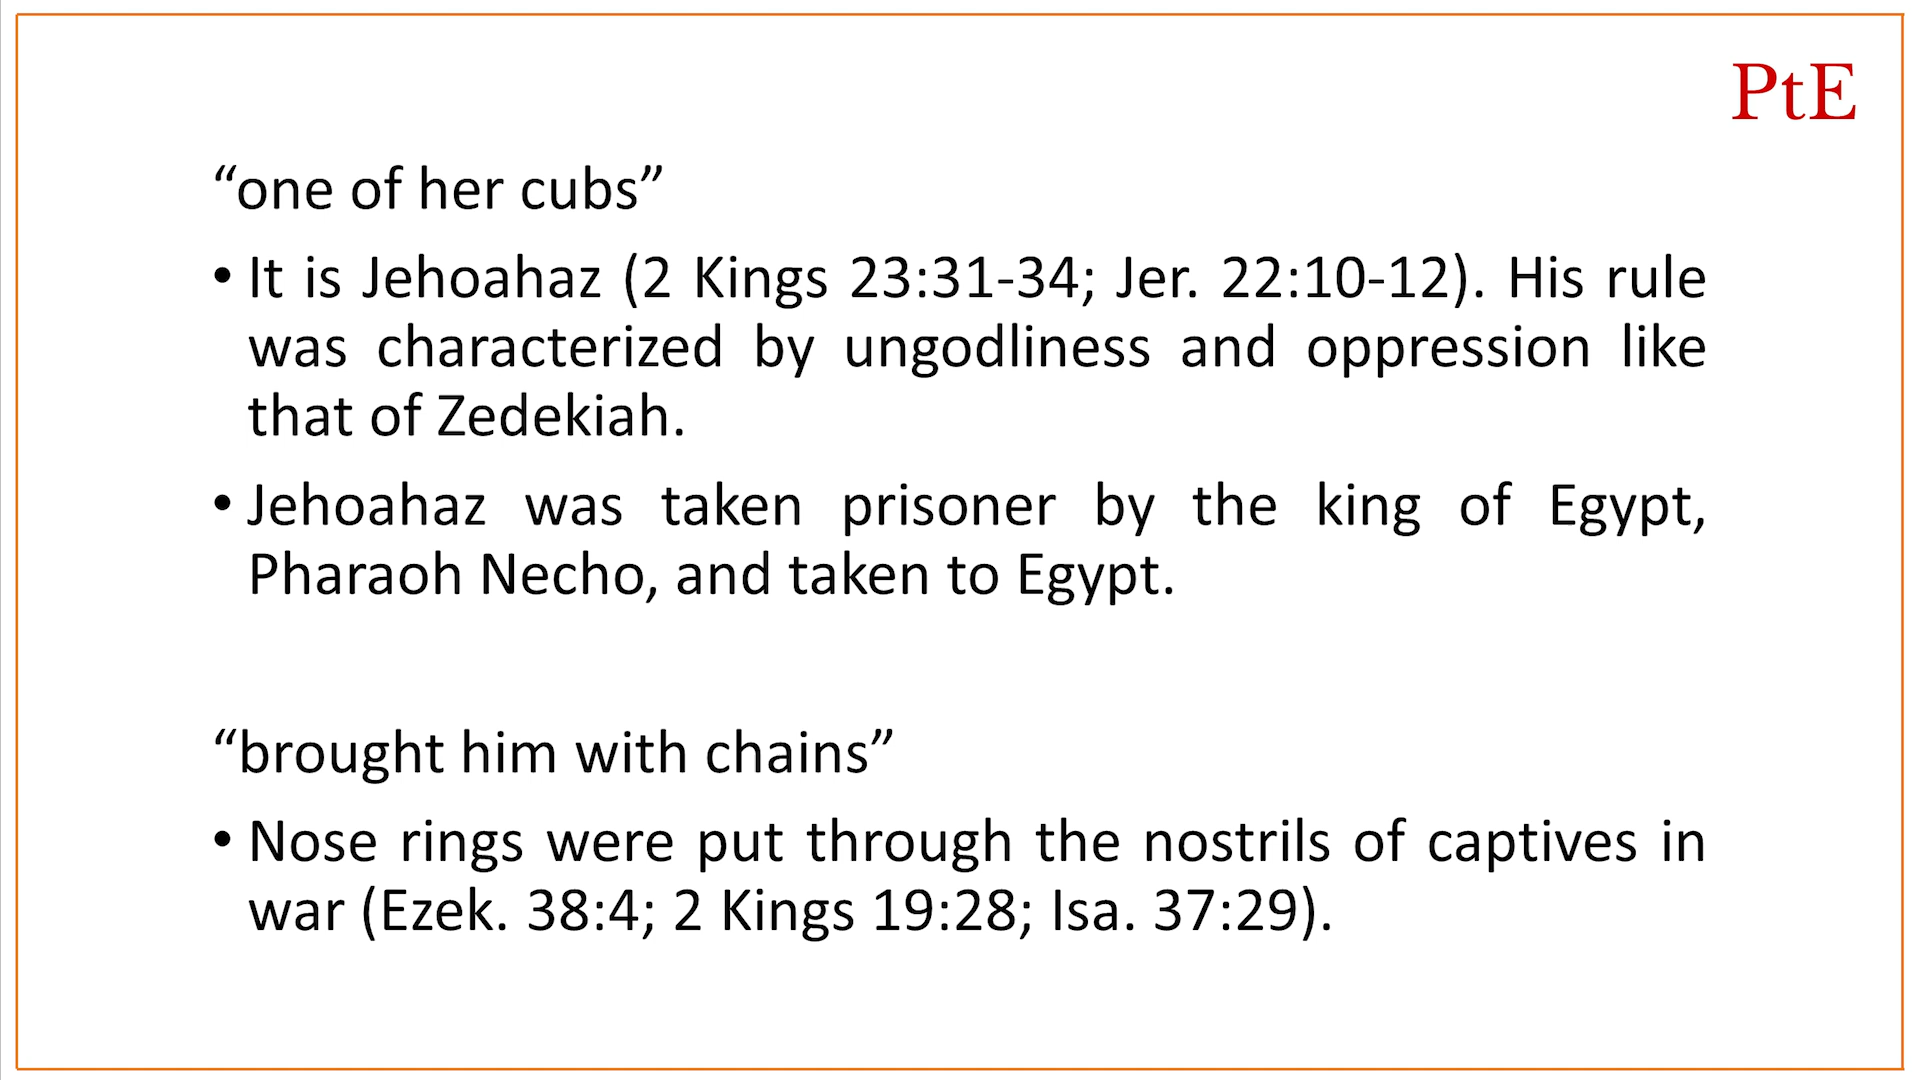 PtE
“one of her cubs”
• It is Jehoahaz (2 Kings 23:31-34; Jer. 22:10-12). His rule
was characterized by ungodliness and oppression like
that of Zedekiah.
• Jehoahaz was taken prisoner by the king of Egypt,
Pharaoh Necho, and taken to Egypt.
“brought him with chains”
• Nose rings were put through the nostrils of captives in
war (Ezek. 38:4; 2 Kings 19:28; Isa. 37:29).